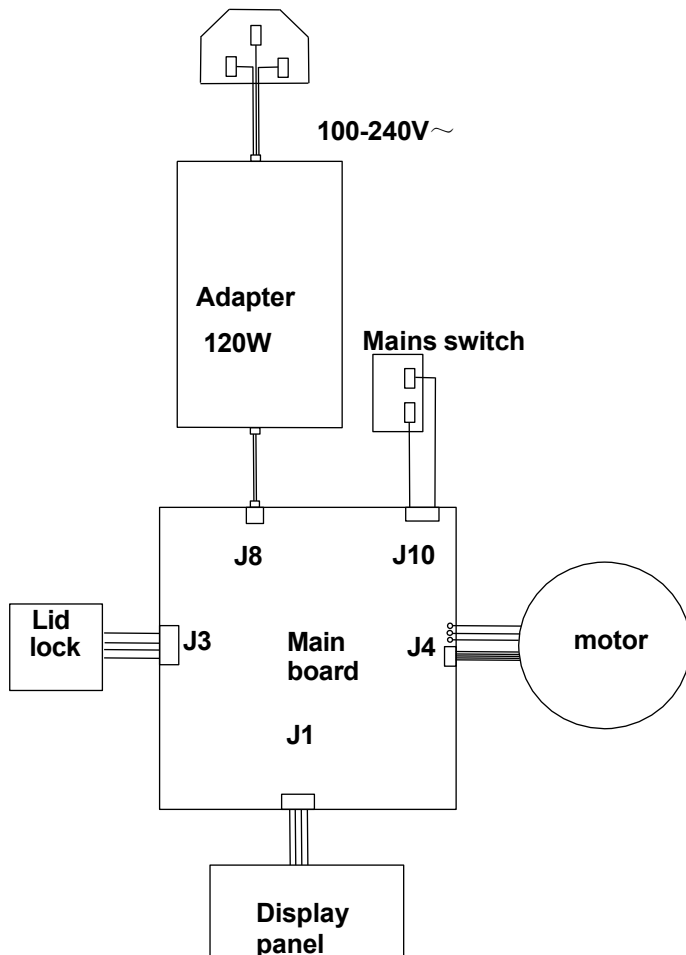 100-240V～
Adapter
120W
Mains switch
J8
J10
Lid
lock
J3
Main
board
J4
motor
J1
Display
panel